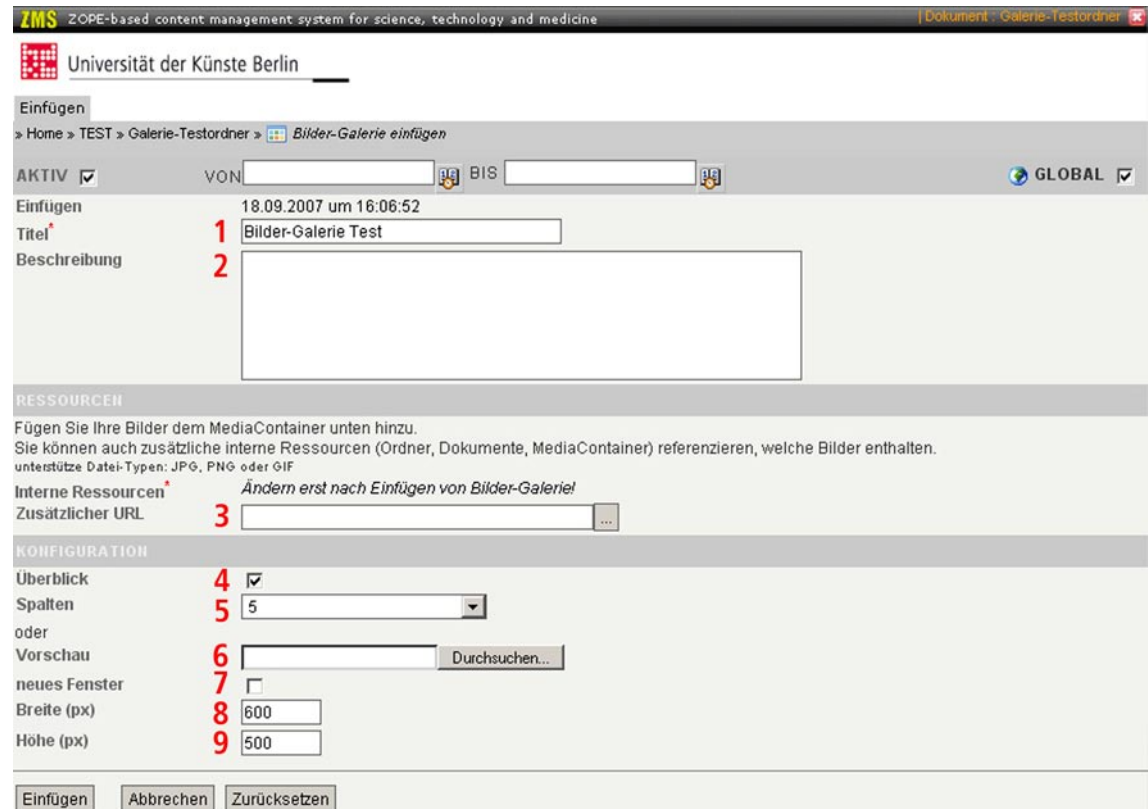 ZMS ZOPE-based content management system for science, technology and medicine | Dokument : Galerie-Testordner
Universität der Künste Berlin
Einfügen
» Home » TEST » Galerie-Testordner » Bilder-Galerie einfügen
AKTIV VON BIS GLOBAL
Einfügen 18.09.2007 um 16:06:52
Titel* 1 Bilder-Galerie Test
Beschreibung 2
RESSOURCEN
Fügen Sie Ihre Bilder dem MediaContainer unten hinzu.
Sie können auch zusätzliche interne Ressourcen (Ordner, Dokumente, MediaContainer) referenzieren, welche Bilder enthalten.
unterstütze Datei-Typen: JPG, PNG oder GIF
Interne Ressourcen* Ändern erst nach Einfügen von Bilder-Galerie!
Zusätzlicher URL 3 ...
KONFIGURATION
Überblick 4
Spalten 5 5
oder
Vorschau 6 Durchsuchen...
neues Fenster 7
Breite (px) 8 600
Höhe (px) 9 500
Einfügen Abbrechen Zurücksetzen